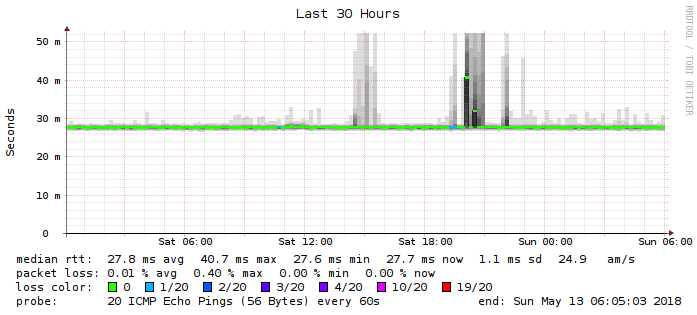 Last 30 Hours
RRDTOOL / TOBI OETIKER
Seconds
50 m
40 m
30 m
20 m
10 m
0
Sat 06:00 Sat 12:00 Sat 18:00 Sun 00:00 Sun 06:00
median rtt: 27.8 ms avg 40.7 ms max 27.6 ms min 27.7 ms now 1.1 ms sd 24.9 am/s
packet loss: 0.01 % avg 0.40 % max 0.00 % min 0.00 % now
loss color: 0 1/20 2/20 3/20 4/20 10/20 19/20
probe: 20 ICMP Echo Pings (56 Bytes) every 60s end: Sun May 13 06:05:03 2018